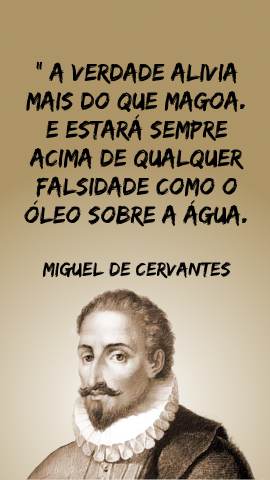 " A VERDADE ALIVIA
MAIS DO QUE MAGOA.
E ESTARÁ SEMPRE
ACIMA DE QUALQUER
FALSIDADE COMO O
ÓLEO SOBRE A ÁGUA.
MIGUEL DE CERVANTES